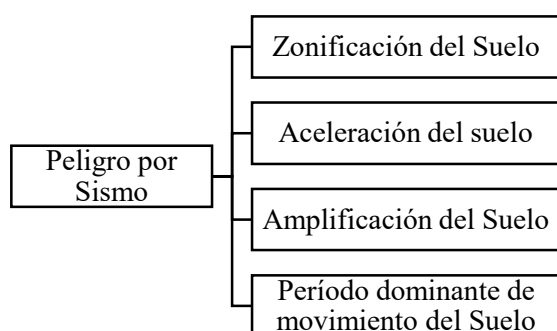 Zonificación del Suelo
Aceleración del suelo
Peligro por
Sismo
Amplificación del Suelo
Período dominante de
movimiento del Suelo